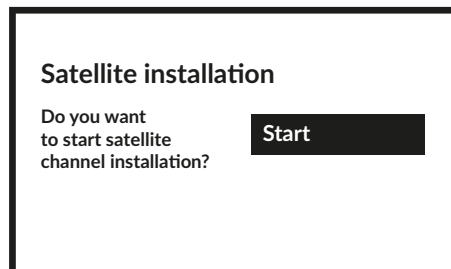 Satellite installation
Do you want
to start satellite
channel installation?
Start